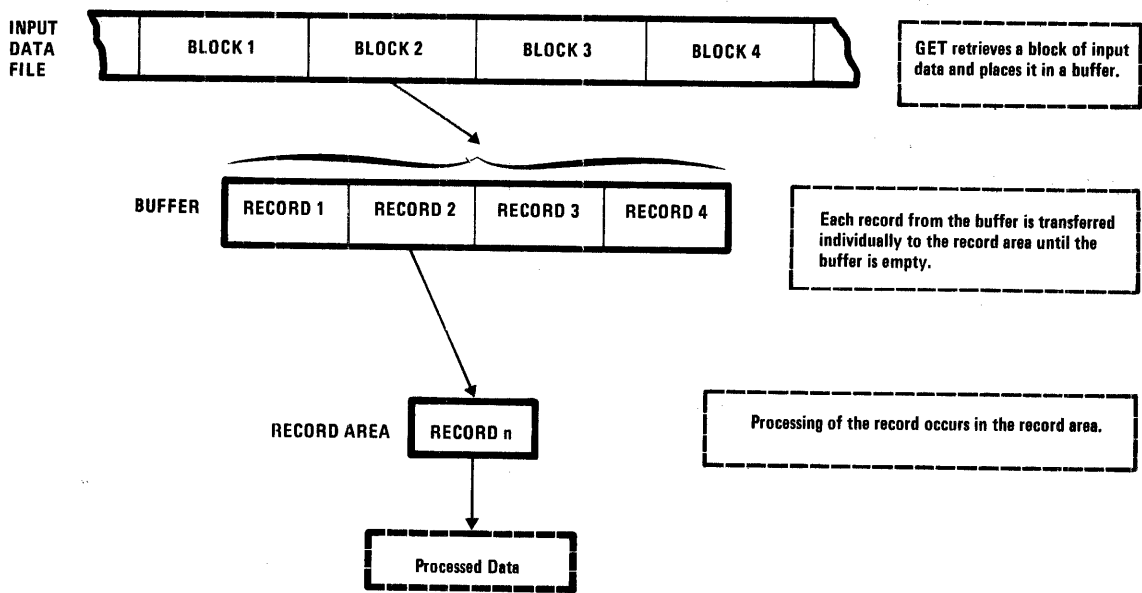 INPUT
DATA
FILE
BLOCK 1
BLOCK 2
BLOCK 3
BLOCK 4
GET retrieves a block of input
data and places it in a buffer.
BUFFER
RECORD 1
RECORD 2
RECORD 3
RECORD 4
Each record from the buffer is transferred
individually to the record area until the
buffer is empty.
RECORD AREA
RECORD n
Processing of the record occurs in the record area.
Processed Data